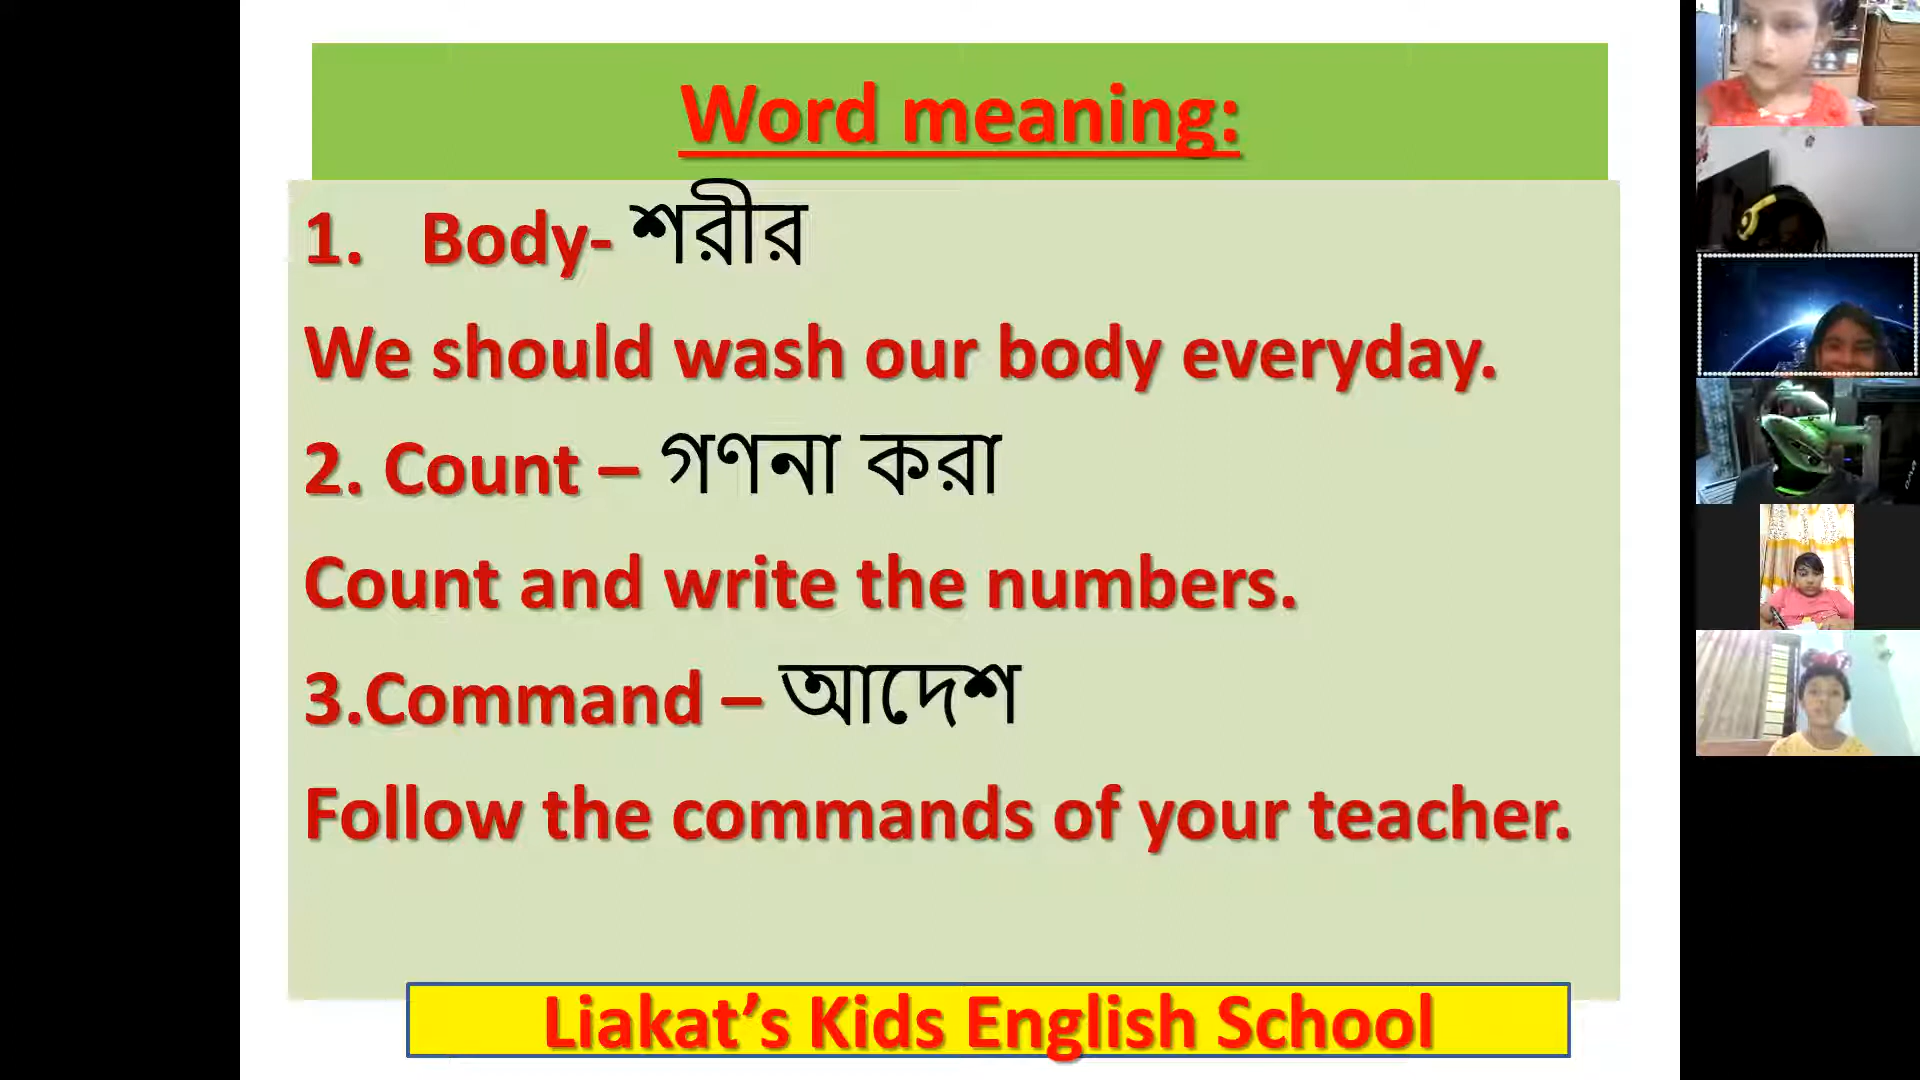 Word meaning:
1. Body- শরীর
We should wash our body everyday.
2. Count – গণনা করা
Count and write the numbers.
3.Command – আদেশ
Follow the commands of your teacher.
Liakat’s Kids English School